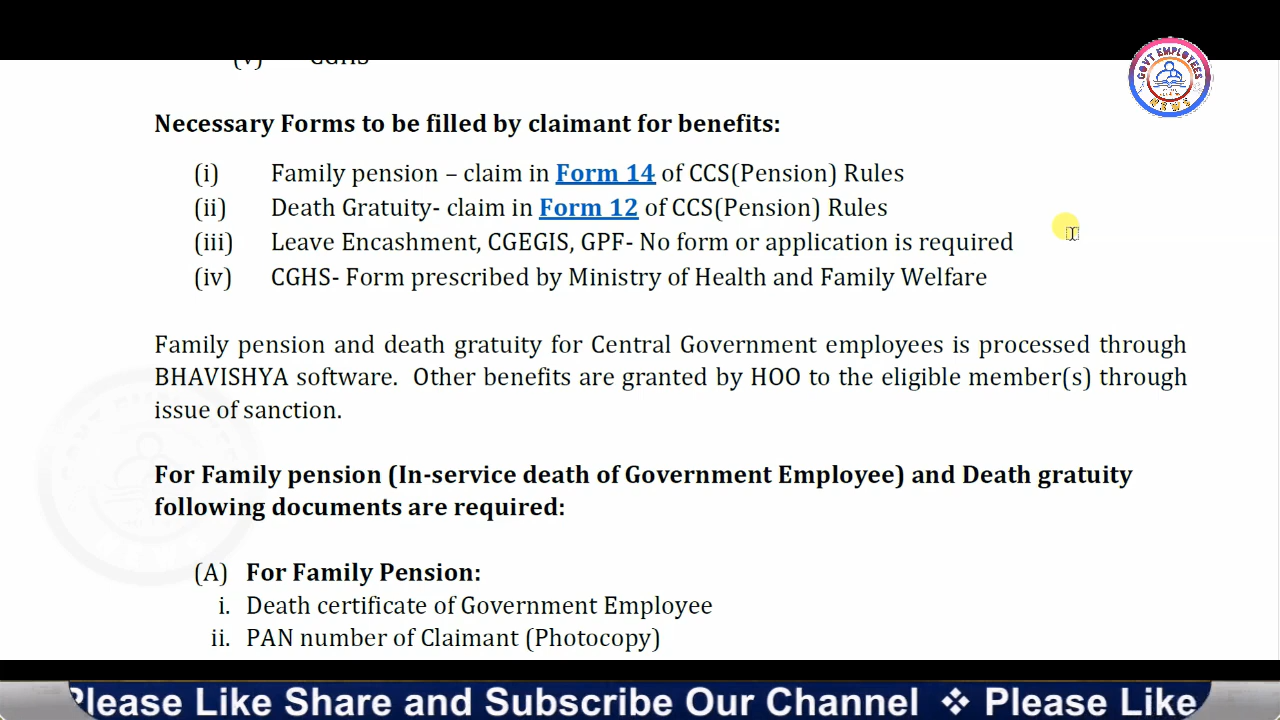 (v) CGHS
GOVT EMPLOYEES
NEWS
Necessary Forms to be filled by claimant for benefits:
(i) Family pension – claim in Form 14 of CCS(Pension) Rules
(ii) Death Gratuity- claim in Form 12 of CCS(Pension) Rules
(iii) Leave Encashment, CGEGIS, GPF- No form or application is required
(iv) CGHS- Form prescribed by Ministry of Health and Family Welfare
Family pension and death gratuity for Central Government employees is processed through
BHAVISHYA software. Other benefits are granted by HOO to the eligible member(s) through
issue of sanction.
For Family pension (In-service death of Government Employee) and Death gratuity
following documents are required:
(A) For Family Pension:
i. Death certificate of Government Employee
ii. PAN number of Claimant (Photocopy)
Please Like Share and Subscribe Our Channel ❖ Please Like